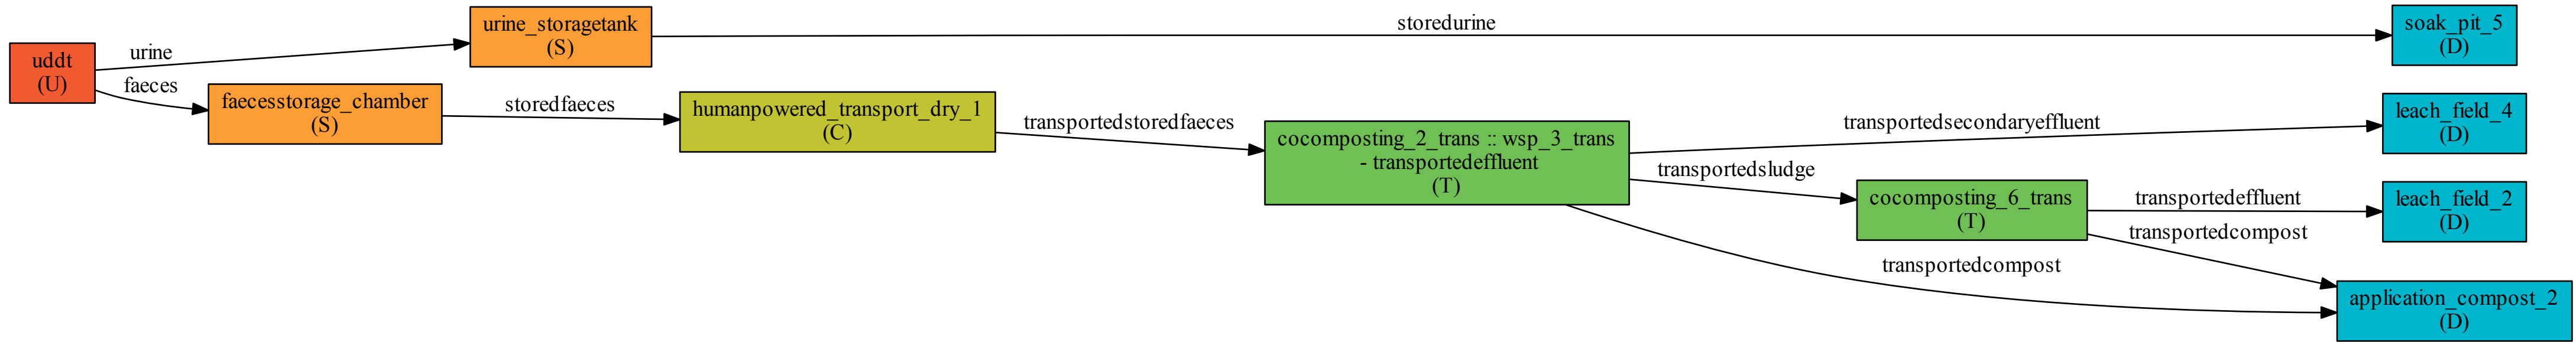 uddt
(U)
urine
faeces
urine_storagetank
(S)
faecesstorage_chamber
(S)
storedurine
storedfaeces
humanpowered_transport_dry_1
(C)
transportedstoredfaeces
cocomposting_2_trans :: wsp_3_trans
- transportedeffluent
(T)
transportedsecondaryeffluent
transportedsludge
transportedcompost
cocomposting_6_trans
(T)
transportedeffluent
transportedcompost
soak_pit_5
(D)
leach_field_4
(D)
leach_field_2
(D)
application_compost_2
(D)